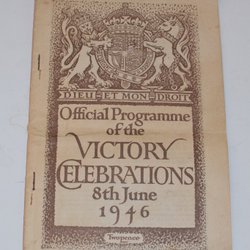 DIEU·ET·MON·DROIT
Official Programme
of the
VICTORY
CELEBRATIONS
8th June
1946
Twopence